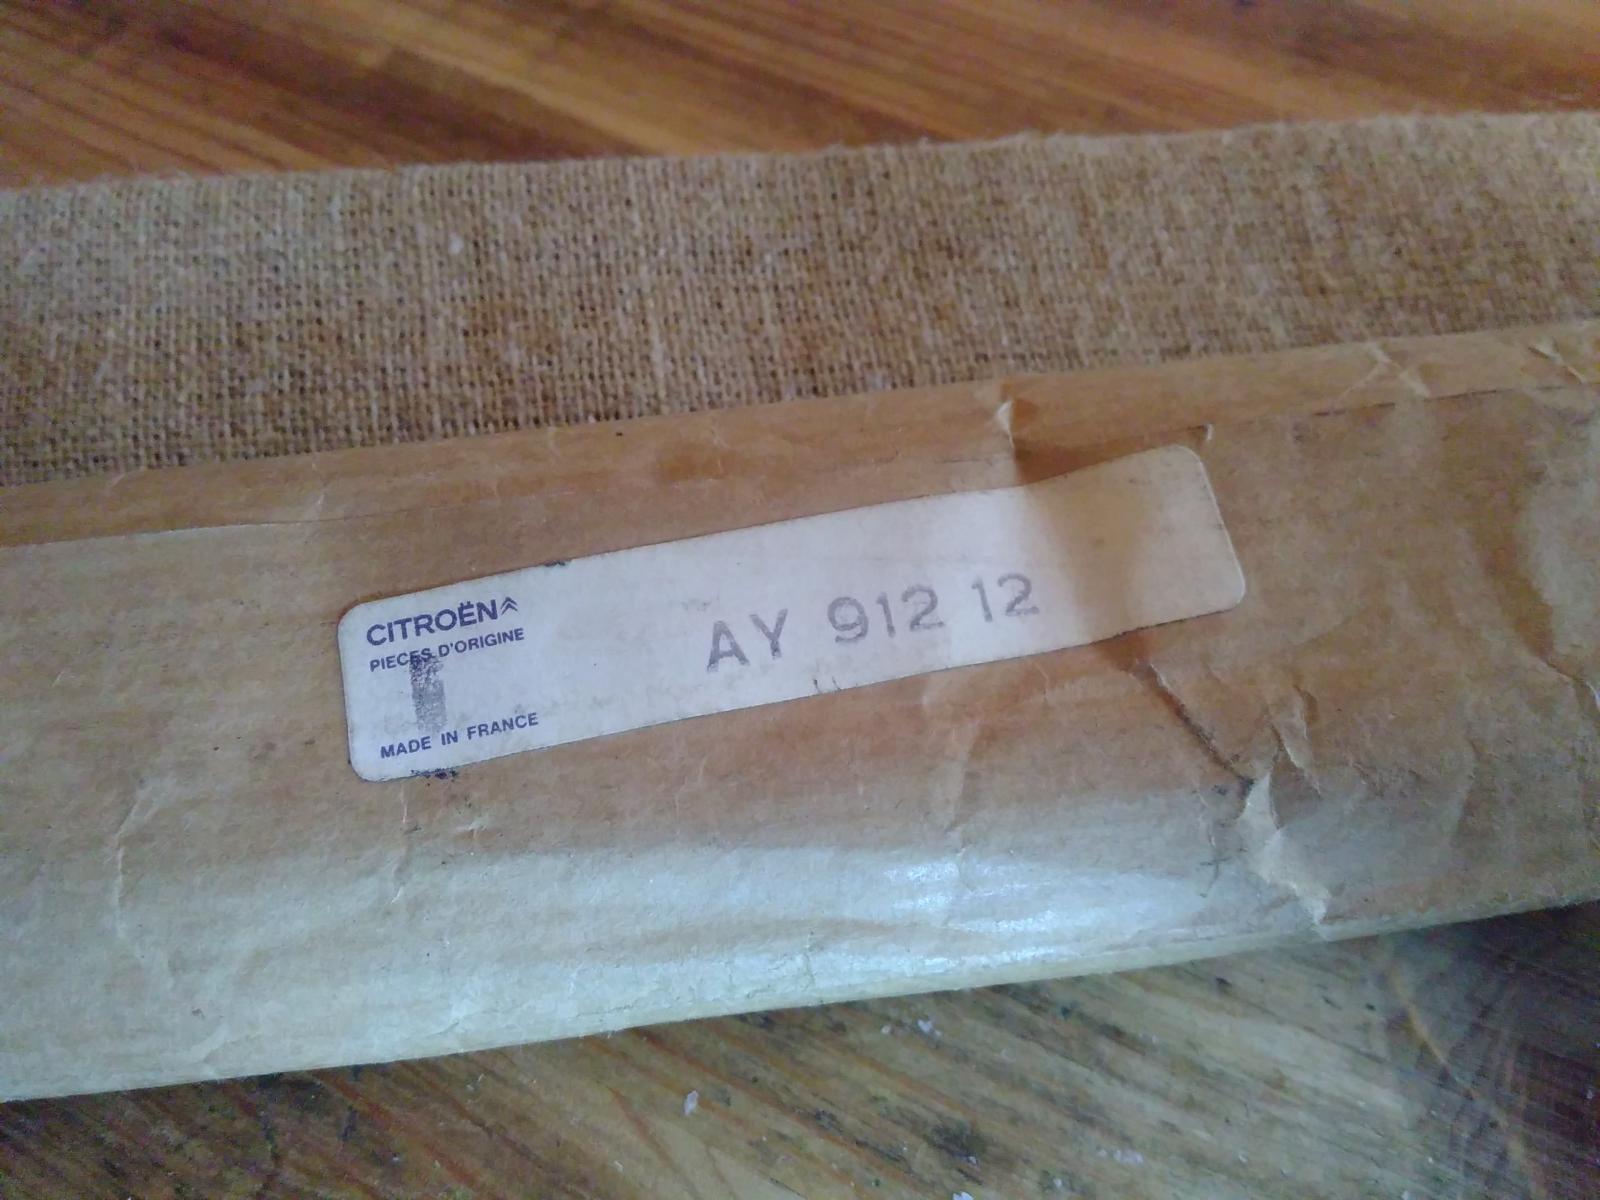 CITROËN
PIECES D'ORIGINE
AY 912 12
MADE IN FRANCE